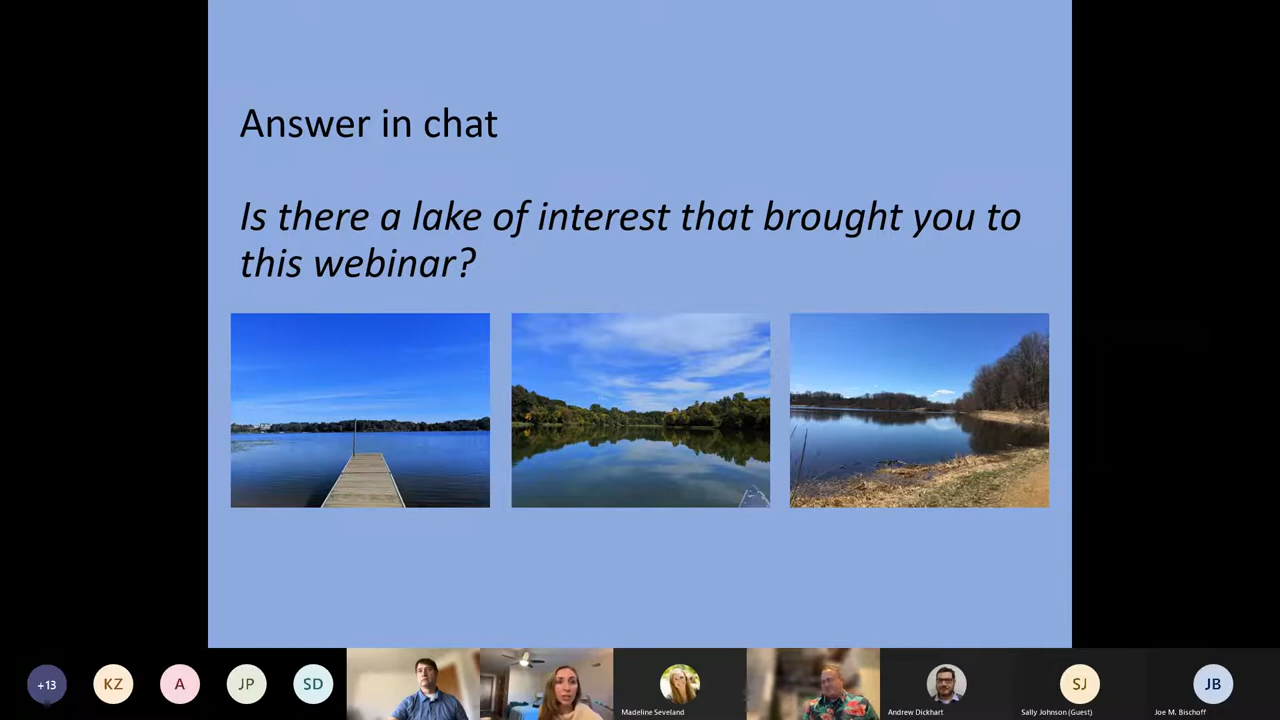 Answer in chat
Is there a lake of interest that brought you to
this webinar?
+13
KZ
A
JP
SD
Madeline Seveland
Andrew Dickhart
SJ
Sally Johnson (Guest)
JB
Joe M. Bischoff